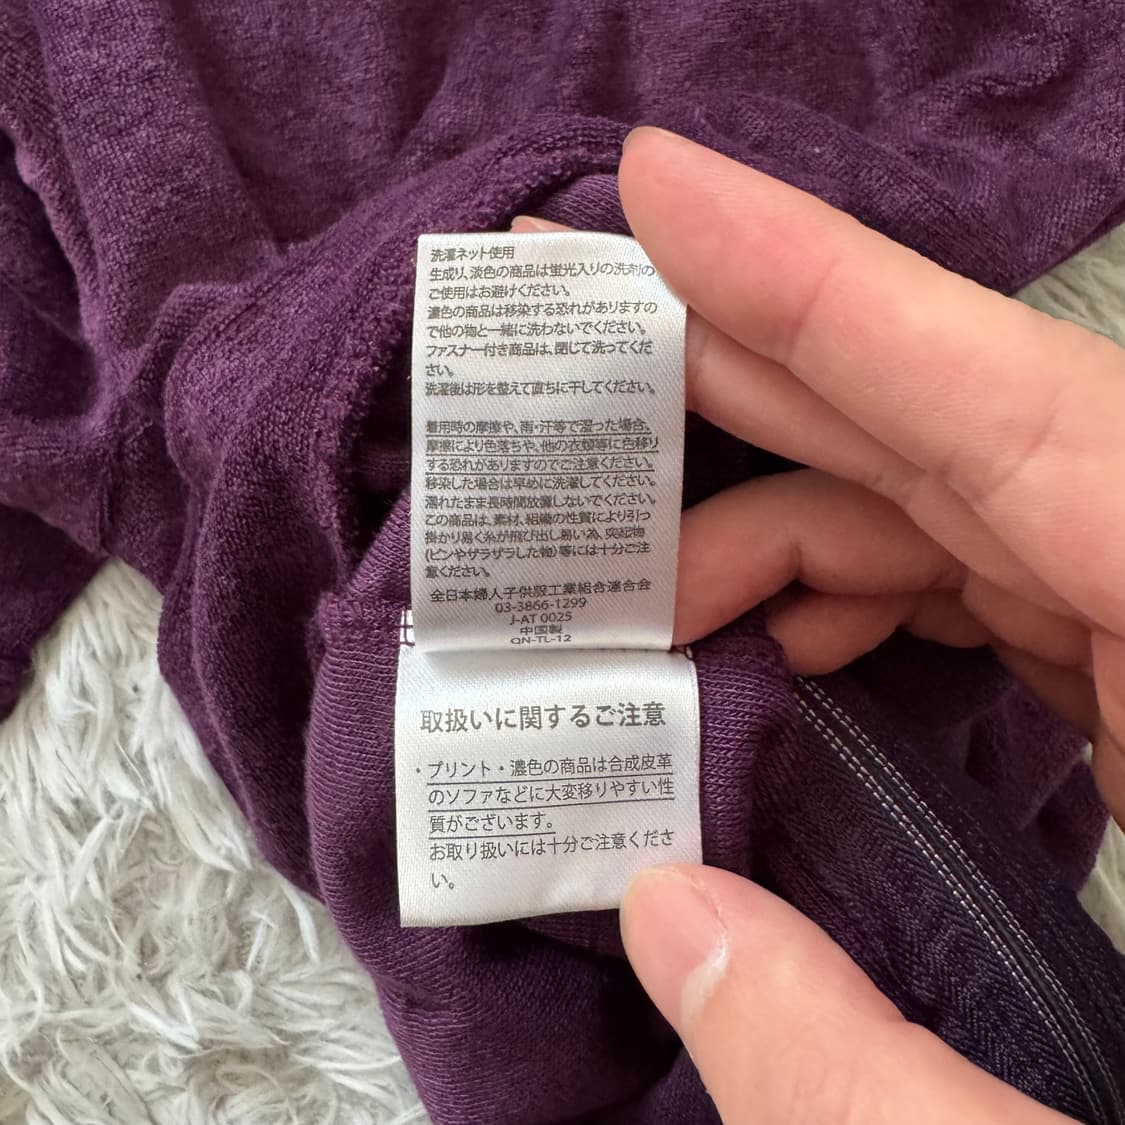 洗濯ネット使用
生成り、淡色の商品は蛍光入りの洗剤の
ご使用はお避けください。
濃色の商品は移染する恐れがありますの
で他の物と一緒に洗わないでください。
ファスナー付き商品は、閉じて洗ってくだ
さい。
洗濯後は形を整えて直ちに干してください。
着用時の摩擦や、雨・汗等で湿った場合、
摩擦により色落ちや、他の衣類等に色移り
する恐れがありますのでご注意ください。
移染した場合は早めに洗濯してください。
濡れたまま長時間放置しないでください。
この商品は、素材、組織の性質により引っ
掛かり易く糸が飛び出し易い為、突起物
(ピンやザラザラした物)等には十分ご注
意ください。
全日本婦人子供服工業組合連合会
03-3866-1299
J-AT 0025
中国製
QN-TL-12
取扱いに関するご注意
・プリント・濃色の商品は合成皮革
のソファなどに大変移りやすい性
質がございます。
お取り扱いには十分ご注意くださ
い。